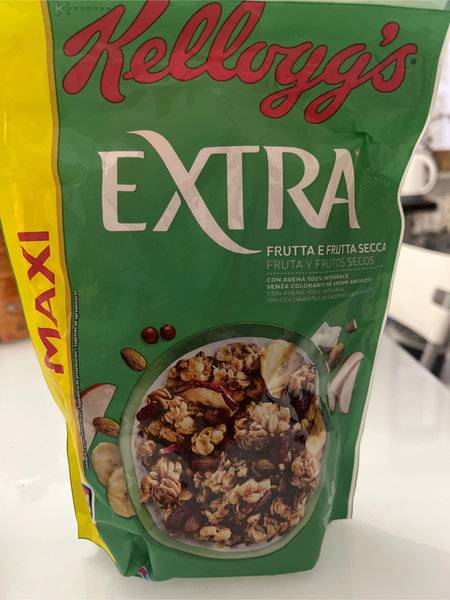 Kellogg's
EXTRA
MAXI
FRUTTA E FRUTTA SECCA
FRUTA Y FRUTOS SECOS
CON AVENA 100% INTEGRALE
SENZA COLORANTI NÉ AROMI ARTIFICIALI
CON AVENA 100% INTEGRAL